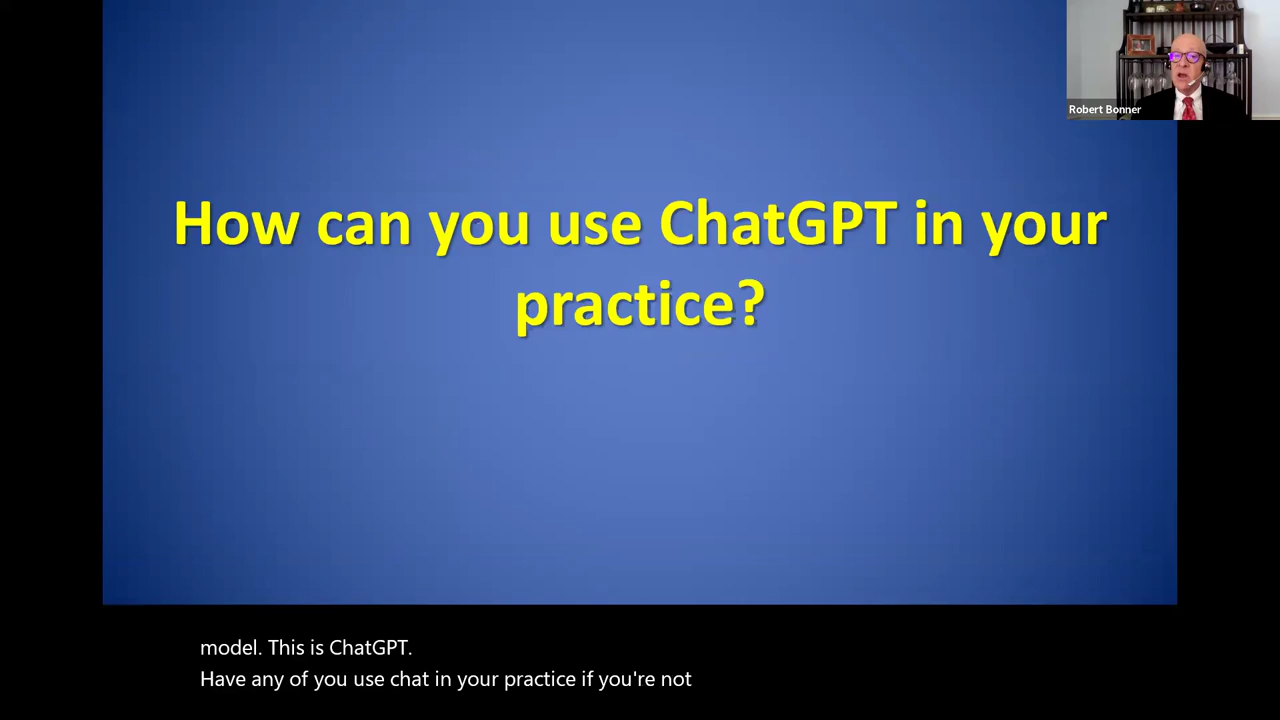 Robert Bonner
How can you use ChatGPT in your
practice?
model. This is ChatGPT.
Have any of you use chat in your practice if you're not